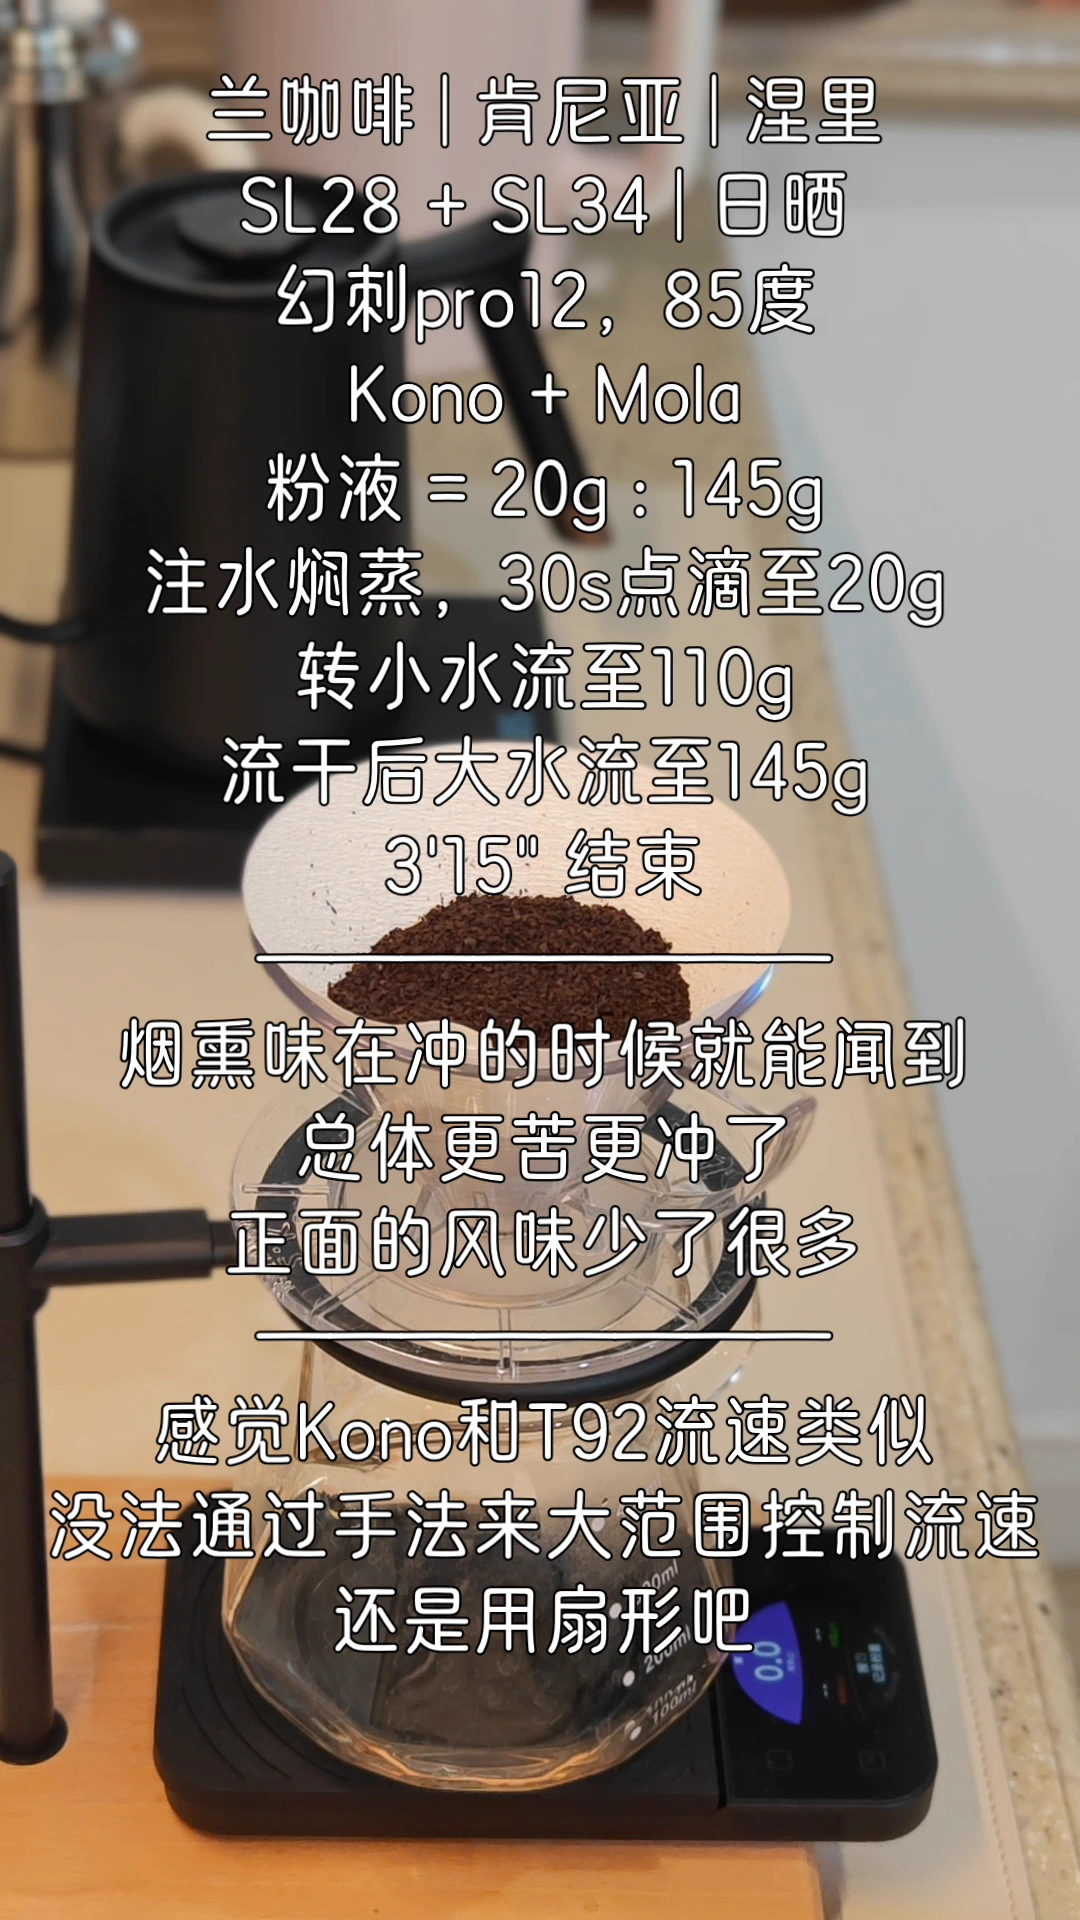 兰咖啡 | 肯尼亚 | 涅里
SL28 + SL34 | 日晒
幻刺pro12，85度
Kono + Mola
粉液 = 20g : 145g
注水焖蒸，30s点滴至20g
转小水流至110g
流干后大水流至145g
3'15" 结束
烟熏味在冲的时候就能闻到
总体更苦更冲了
正面的风味少了很多
感觉Kono和T92流速类似
没法通过手法来大范围控制流速
还是用扇形吧
200ml
100ml
0.0